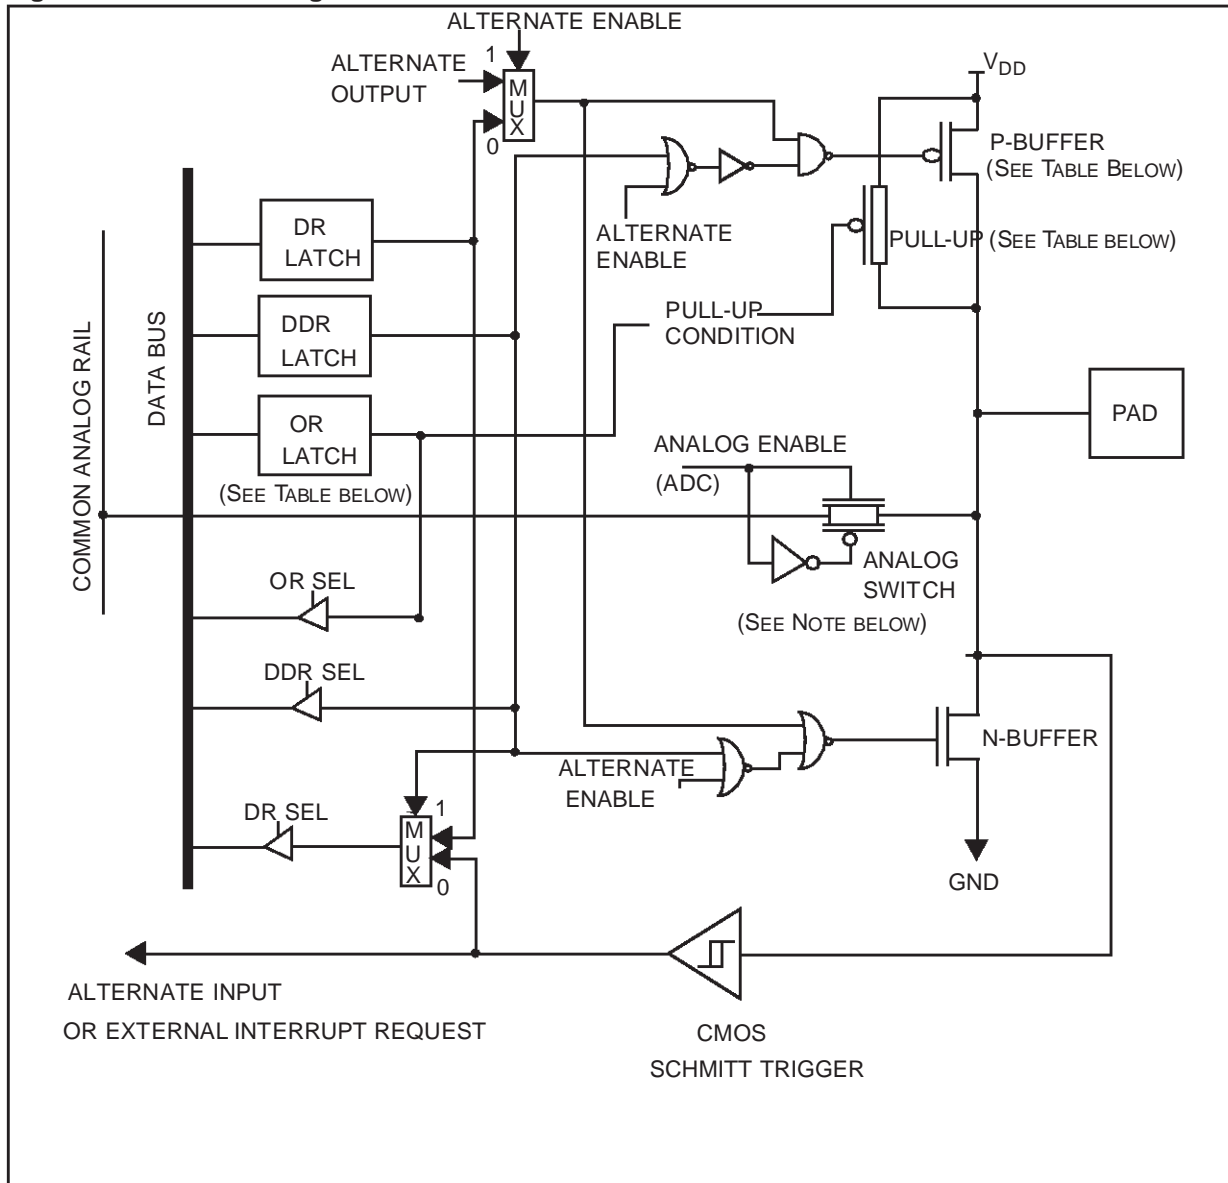 ALTERNATE ENABLE
1
ALTERNATE
OUTPUT
MUX
0
VDD
P-BUFFER
(SEE TABLE BELOW)
ALTERNATE
ENABLE
PULL-UP (SEE TABLE BELOW)
DR
LATCH
PULL-UP
CONDITION
DDR
LATCH
COMMON ANALOG RAIL
DATA BUS
OR
LATCH
(SEE TABLE BELOW)
PAD
ANALOG ENABLE
(ADC)
ANALOG
SWITCH
(SEE NOTE BELOW)
OR SEL
DDR SEL
N-BUFFER
ALTERNATE
ENABLE
DR SEL
1
MUX
0
GND
ALTERNATE INPUT
OR EXTERNAL INTERRUPT REQUEST
CMOS
SCHMITT TRIGGER